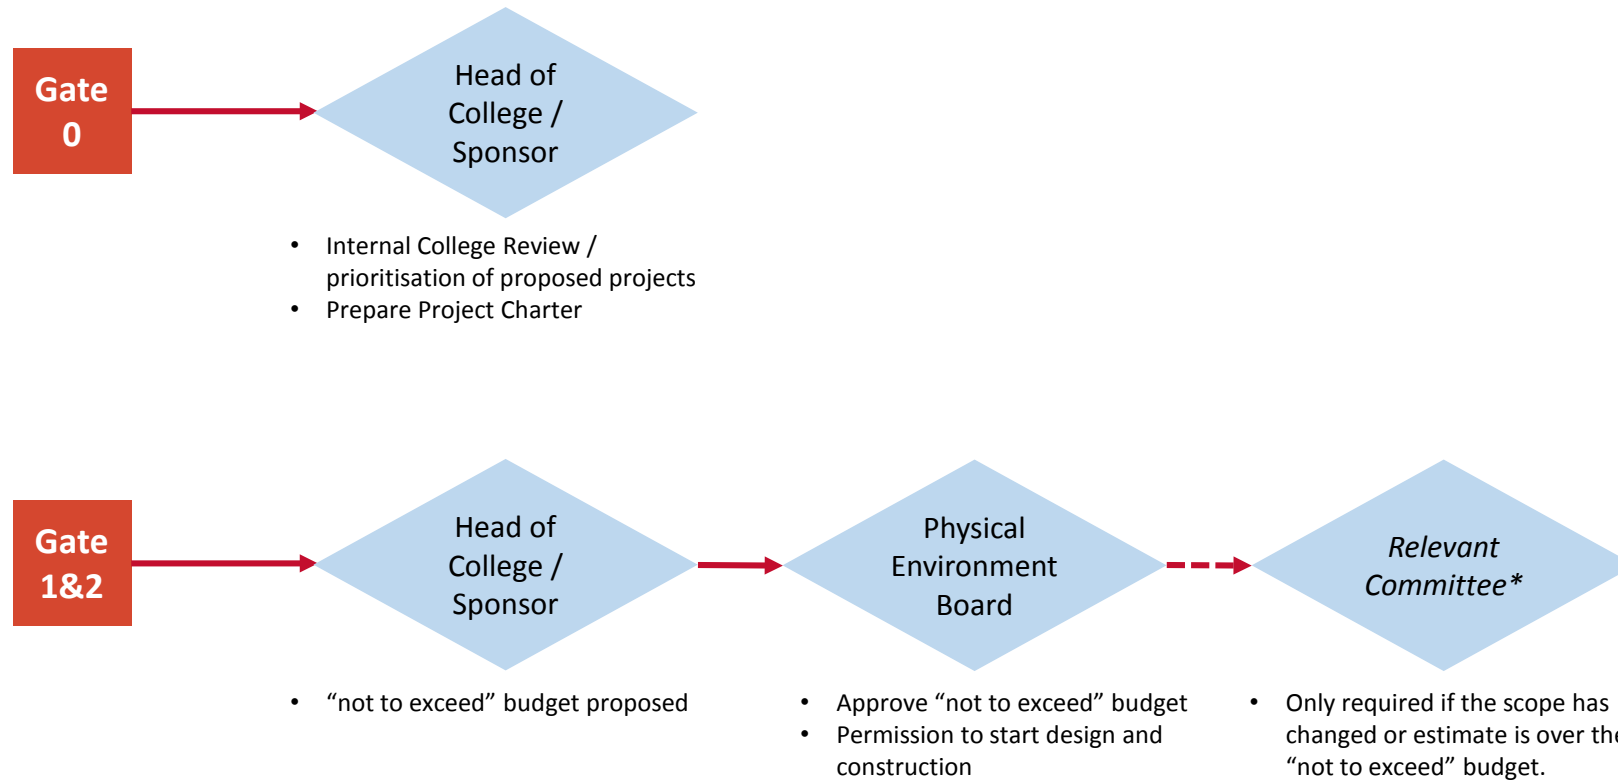 Gate
0
Head of
College /
Sponsor
• Internal College Review /
prioritisation of proposed projects
• Prepare Project Charter
Gate
1&2
Head of
College /
Sponsor
Physical
Environment
Board
Relevant
Committee*
• “not to exceed” budget proposed
• Approve “not to exceed” budget
• Permission to start design and
construction
• Only required if the scope has
changed or estimate is over the
“not to exceed” budget.